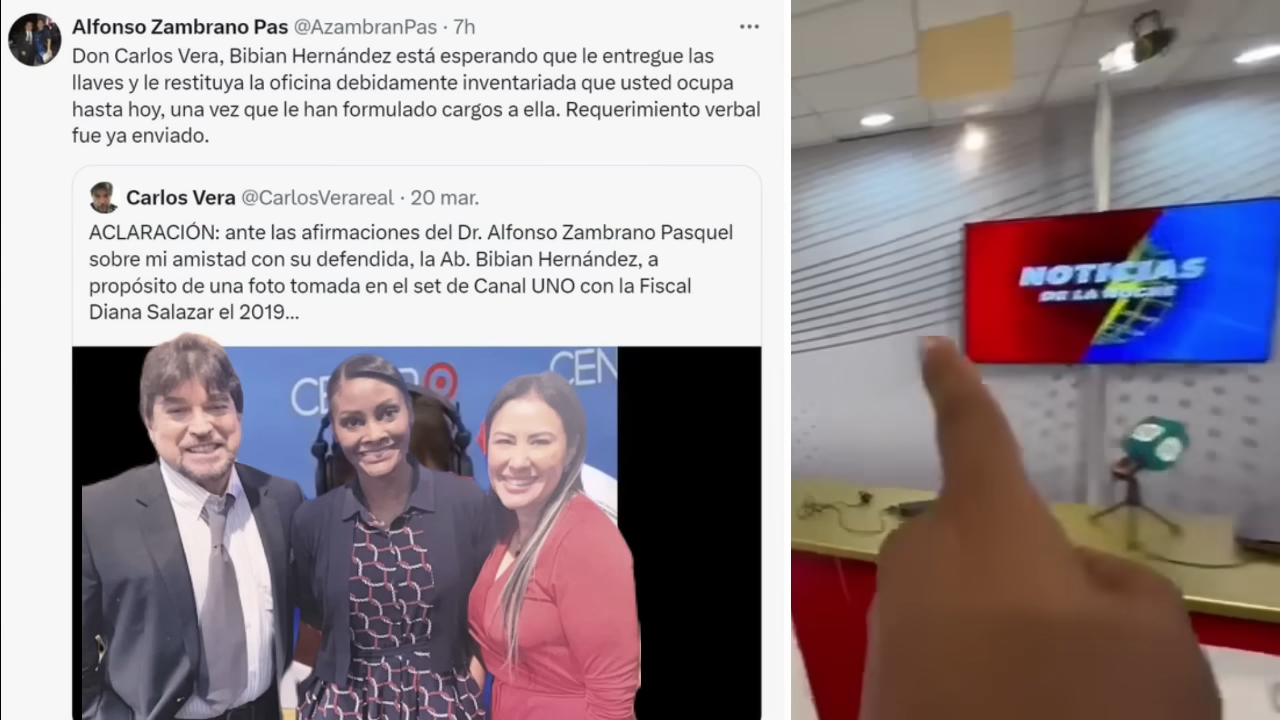 Alfonso Zambrano Pas @AzambranPas · 7h
Don Carlos Vera, Bibian Hernández está esperando que le entregue las
llaves y le restituya la oficina debidamente inventariada que usted ocupa
hasta hoy, una vez que le han formulado cargos a ella. Requerimiento verbal
fue ya enviado.
Carlos Vera @CarlosVerareal · 20 mar.
ACLARACIÓN: ante las afirmaciones del Dr. Alfonso Zambrano Pasquel
sobre mi amistad con su defendida, la Ab. Bibian Hernández, a
propósito de una foto tomada en el set de Canal UNO con la Fiscal
Diana Salazar el 2019...
NOTICIAS
DE LA NOCHE